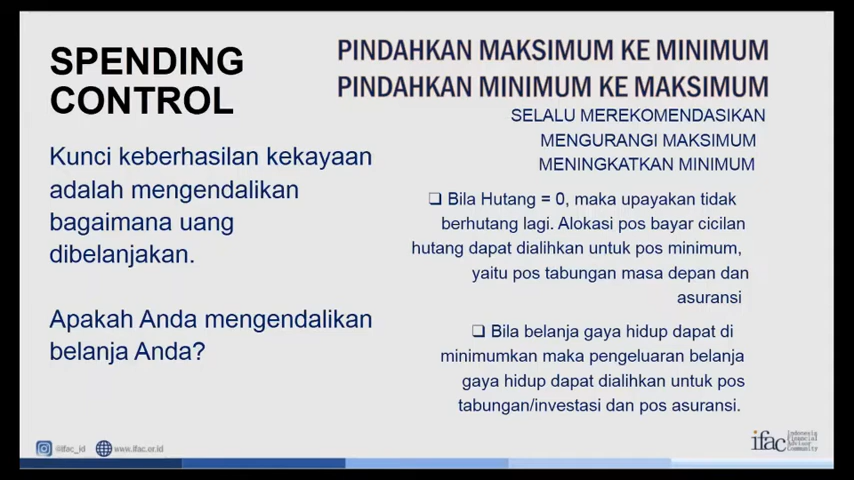 SPENDING
CONTROL
Kunci keberhasilan kekayaan
adalah mengendalikan
bagaimana uang
dibelanjakan.
Apakah Anda mengendalikan
belanja Anda?
PINDAHKAN MAKSIMUM KE MINIMUM
PINDAHKAN MINIMUM KE MAKSIMUM
SELALU MEREKOMENDASIKAN
MENGURANGI MAKSIMUM
MENINGKATKAN MINIMUM
❑ Bila Hutang = 0, maka upayakan tidak
berhutang lagi. Alokasi pos bayar cicilan
hutang dapat dialihkan untuk pos minimum,
yaitu pos tabungan masa depan dan
asuransi
❑ Bila belanja gaya hidup dapat di
minimumkan maka pengeluaran belanja
gaya hidup dapat dialihkan untuk pos
tabungan/investasi dan pos asuransi.
@ifac_id
www.ifac.or.id
ifac
Indonesia
Financial
Advisor
Community